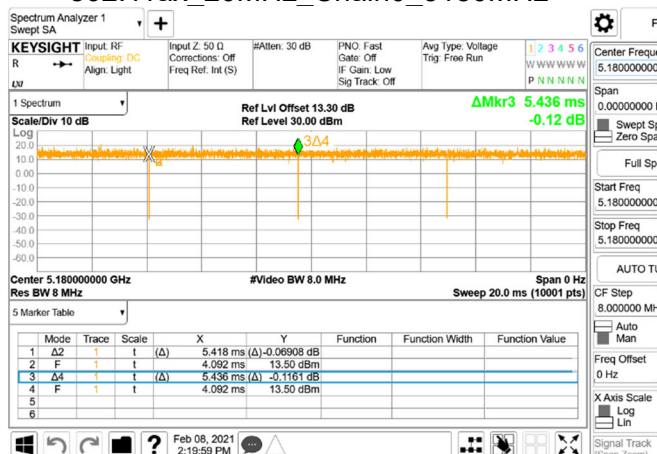 Spectrum Analyzer 1
Swept SA
KEYSIGHT
R
Input: RF
Coupling: DC
Align: Light
Input Z: 50 Ω
Corrections: Off
Freq Ref: Int (S)
#Atten: 30 dB
PNO: Fast
Gate: Off
IF Gain: Low
Sig Track: Off
Avg Type: Voltage
Trig: Free Run
1 2 3 4 5 6
W W W W W W
P N N N N N
1 Spectrum
Scale/Div 10 dB
Ref Lvl Offset 13.30 dB
Ref Level 30.00 dBm
ΔMkr3 5.436 ms
-0.12 dB
Log
20.0
10.0
0.00
-10.0
-20.0
-30.0
-40.0
-50.0
-60.0
3Δ4
Center 5.180000000 GHz
Res BW 8 MHz
#Video BW 8.0 MHz
Span 0 Hz
Sweep 20.0 ms (10001 pts)
5 Marker Table
Mode Trace Scale X Y Function Function Width Function Value
1 Δ2 1 t (Δ) 5.418 ms (Δ) -0.06908 dB
2 F 1 t 4.092 ms 13.50 dBm
3 Δ4 1 t (Δ) 5.436 ms (Δ) -0.1161 dB
4 F 1 t 4.092 ms 13.50 dBm
5
6
?
Feb 08, 2021
2:19:59 PM
Center Freque
5.180000000
Span
0.00000000
Swept Sp
Zero Spa
Full Sp
Start Freq
5.180000000
Stop Freq
5.180000000
AUTO TU
CF Step
8.000000 MH
Auto
Man
Freq Offset
0 Hz
X Axis Scale
Log
Lin
Signal Track